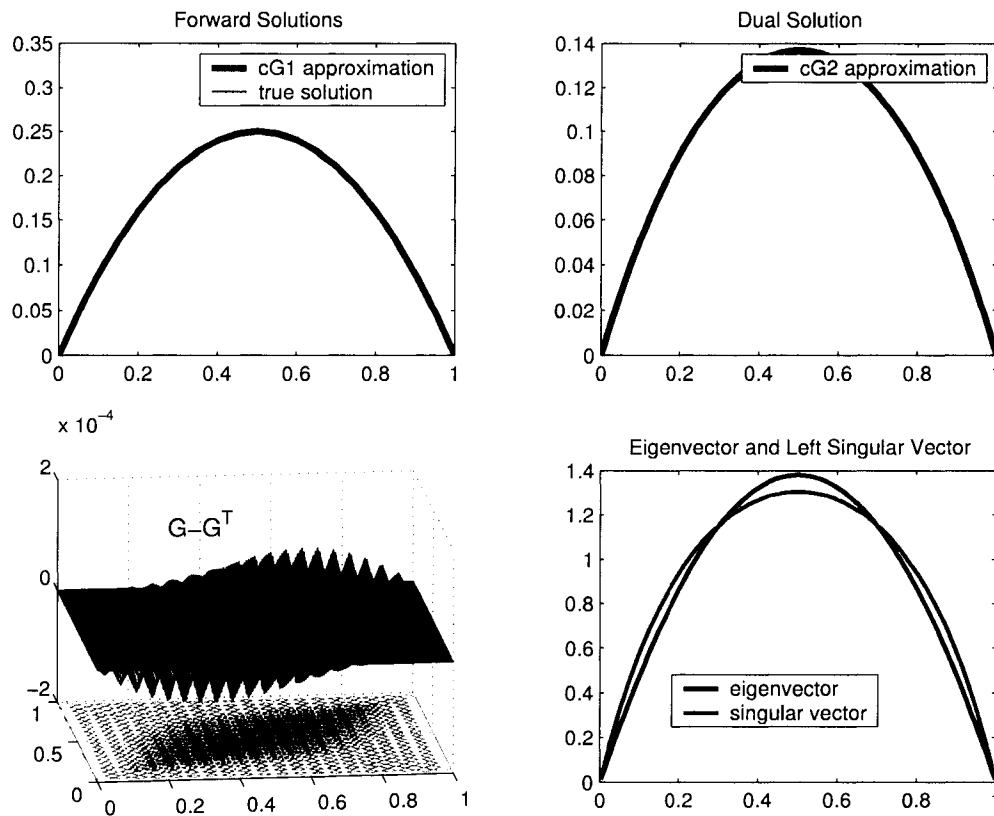 Forward Solutions
0.35
0.3
0.25
0.2
0.15
0.1
0.05
0
cG1 approximation
true solution
0 0.2 0.4 0.6 0.8 1
Dual Solution
0.14
0.12
0.1
0.08
0.06
0.04
0.02
0
cG2 approximation
0 0.2 0.4 0.6 0.8 1
x 10^-4
2
0
-2
G-G^T
1
0.5
0
0 0.2 0.4 0.6 0.8 1
Eigenvector and Left Singular Vector
1.4
1.2
1
0.8
0.6
0.4
0.2
0
eigenvector
singular vector
0 0.2 0.4 0.6 0.8 1